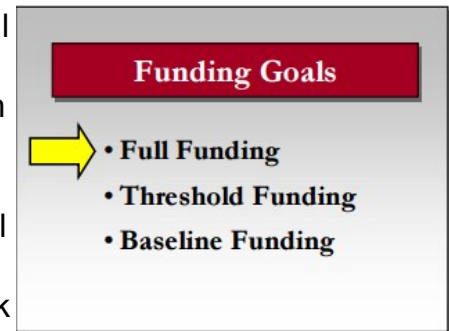 Funding Goals
• Full Funding
• Threshold Funding
• Baseline Funding